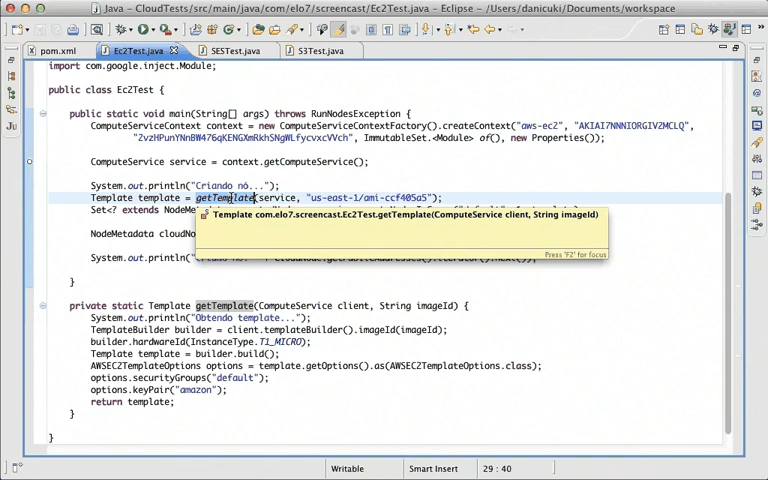 Java - CloudTests/src/main/java/com/elo7/screencast/Ec2Test.java - Eclipse - /Users/danicuki/Documents/workspace
pom.xml Ec2Test.java SESTest.java S3Test.java
import com.google.inject.Module;
public class Ec2Test {
public static void main(String[] args) throws RunNodesException {
ComputeServiceContext context = new ComputeServiceContextFactory().createContext("aws-ec2", "AKIAI7NNNIORGIV2MCLQ",
"2vzHPunYNnBW476qKENGXmRkhSNgWLfycvxcVVch", ImmutableSet.<Module> of(), new Properties());
ComputeService service = context.getComputeService();
System.out.println("Criando nó...");
Template template = getTemplate(service, "us-east-1/ami-ccf405a5");
Set<? extends NodeMe
Template com.elo7.screencast.Ec2Test.getTemplate(ComputeService client, String imageId)
NodeMetadata cloudNo
Press 'F2' for focus
System.out.println(
}
private static Template getTemplate(ComputeService client, String imageId) {
System.out.println("Obtendo template...");
TemplateBuilder builder = client.templateBuilder().imageId(imageId);
builder.hardwareId(InstanceType.T1_MICRO);
Template template = builder.build();
AWSEC2TemplateOptions options = template.getOptions().as(AWSEC2TemplateOptions.class);
options.securityGroups("default");
options.keyPair("amazon");
return template;
}
}
Writable Smart Insert 29 : 40